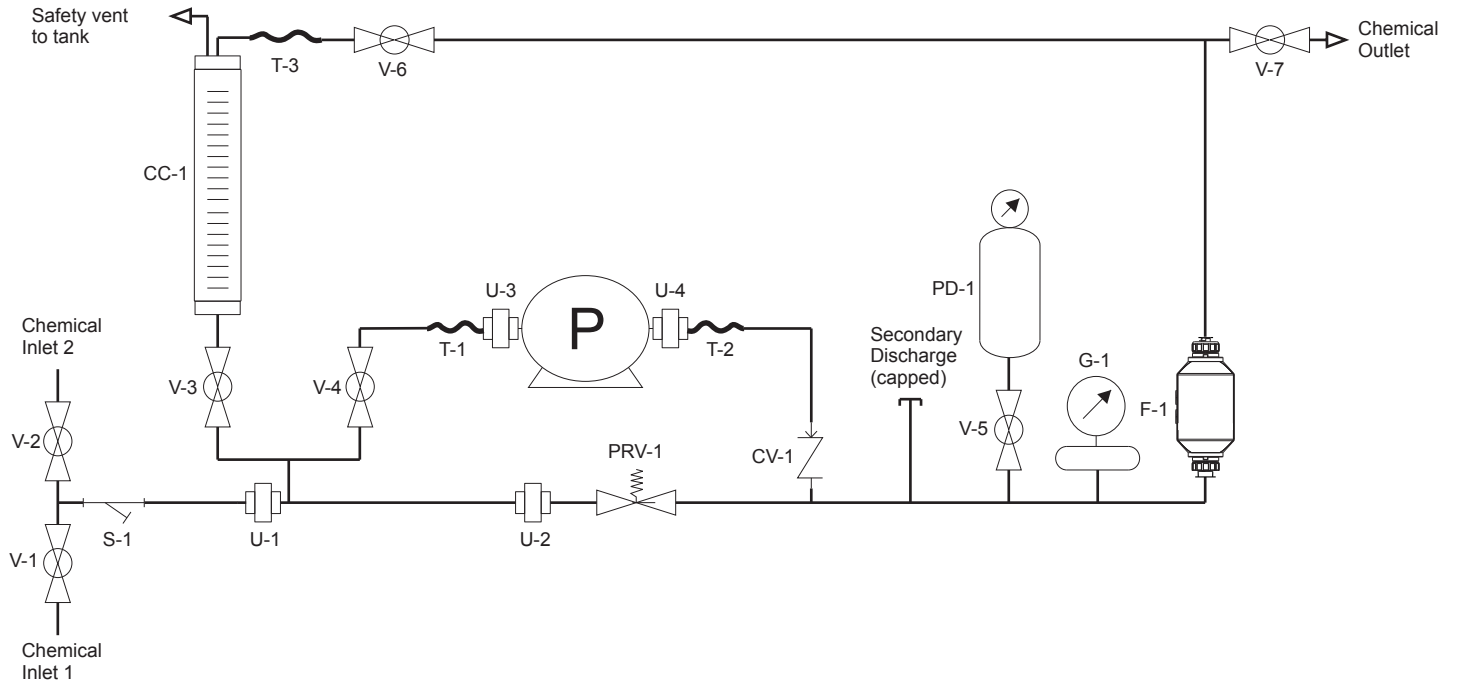 Safety vent
to tank
T-3
V-6
V-7
Chemical
Outlet
CC-1
U-3
P
U-4
T-1
T-2
PD-1
Secondary
Discharge
(capped)
G-1
F-1
Chemical
Inlet 2
V-3
V-4
V-2
V-5
PRV-1
CV-1
S-1
U-1
U-2
V-1
Chemical
Inlet 1